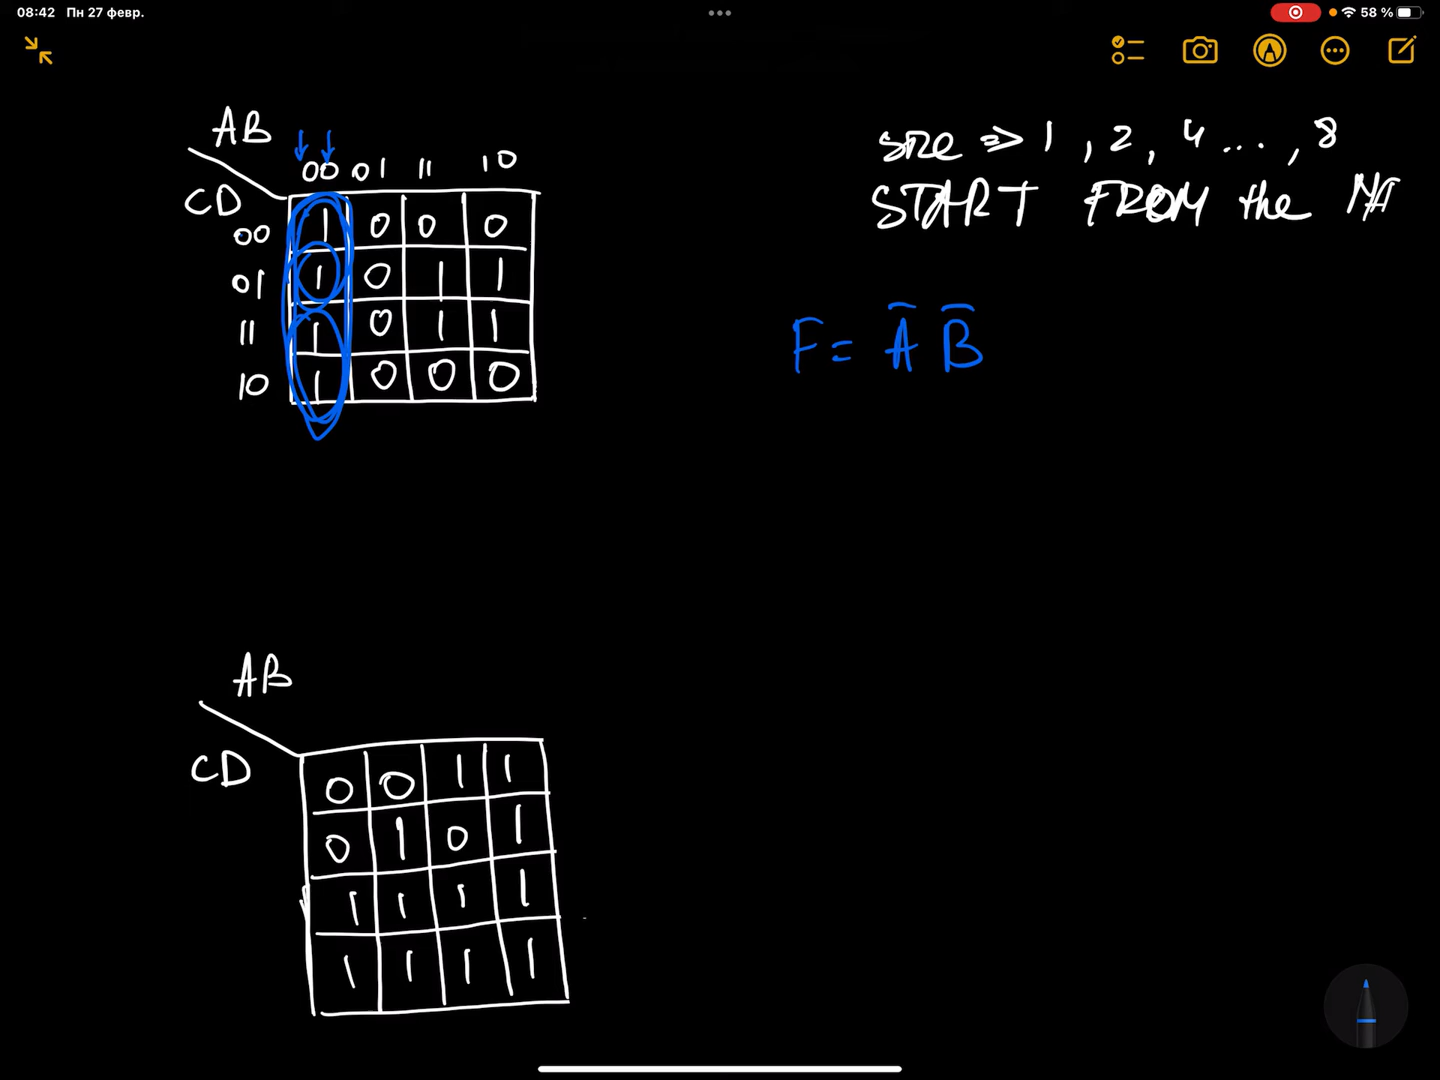 08:42 Пн 27 февр.
58 %
AB
00 01 11 10
CD
00 1 0 0 0
01 1 0 1 1
11 1 0 1 1
10 1 0 0 0
size => 1, 2, 4 ..., 8
START FROM the
F = A̅ B̅
AB
CD
0 0 1 1
0 1 0 1
1 1 1 1
1 1 1 1